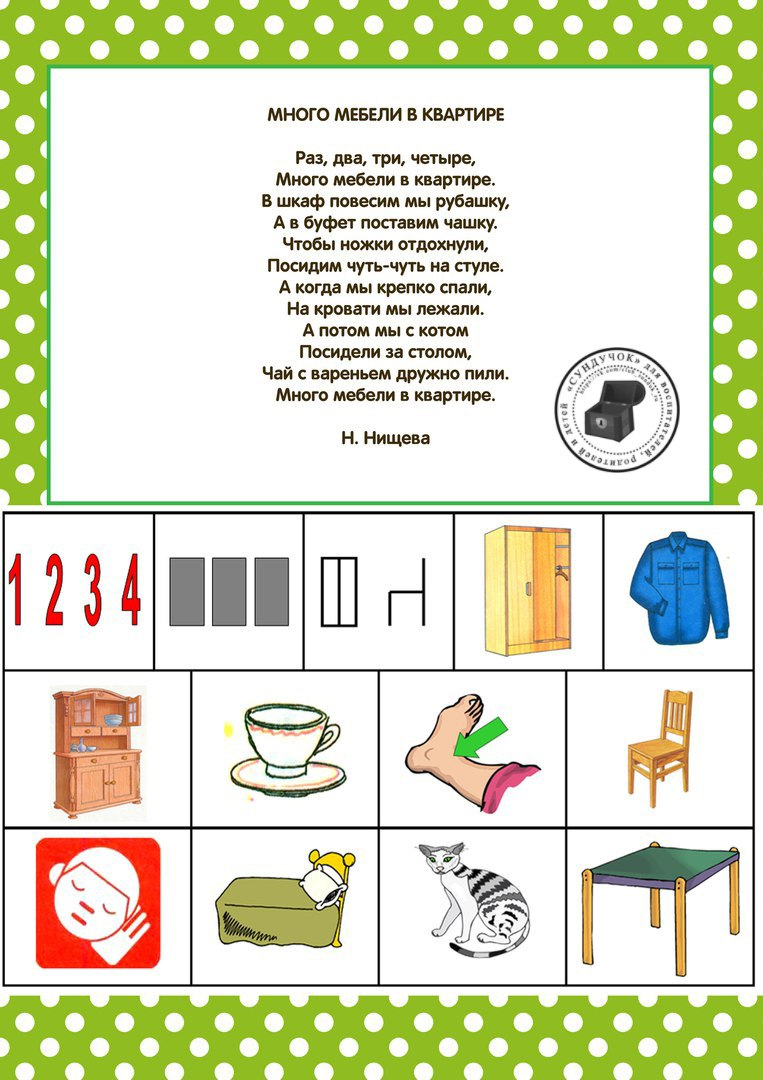 МНОГО МЕБЕЛИ В КВАРТИРЕ
Раз, два, три, четыре,
Много мебели в квартире.
В шкаф повесим мы рубашку,
А в буфет поставим чашку.
Чтобы ножки отдохнули,
Посидим чуть-чуть на стуле.
А когда мы крепко спали,
На кровати мы лежали.
А потом мы с котом
Посидели за столом,
Чай с вареньем дружно пили.
Много мебели в квартире.
Н. Нищева
«СУНДУЧОК» для воспитателей, родителей и детей
1 2 3 4